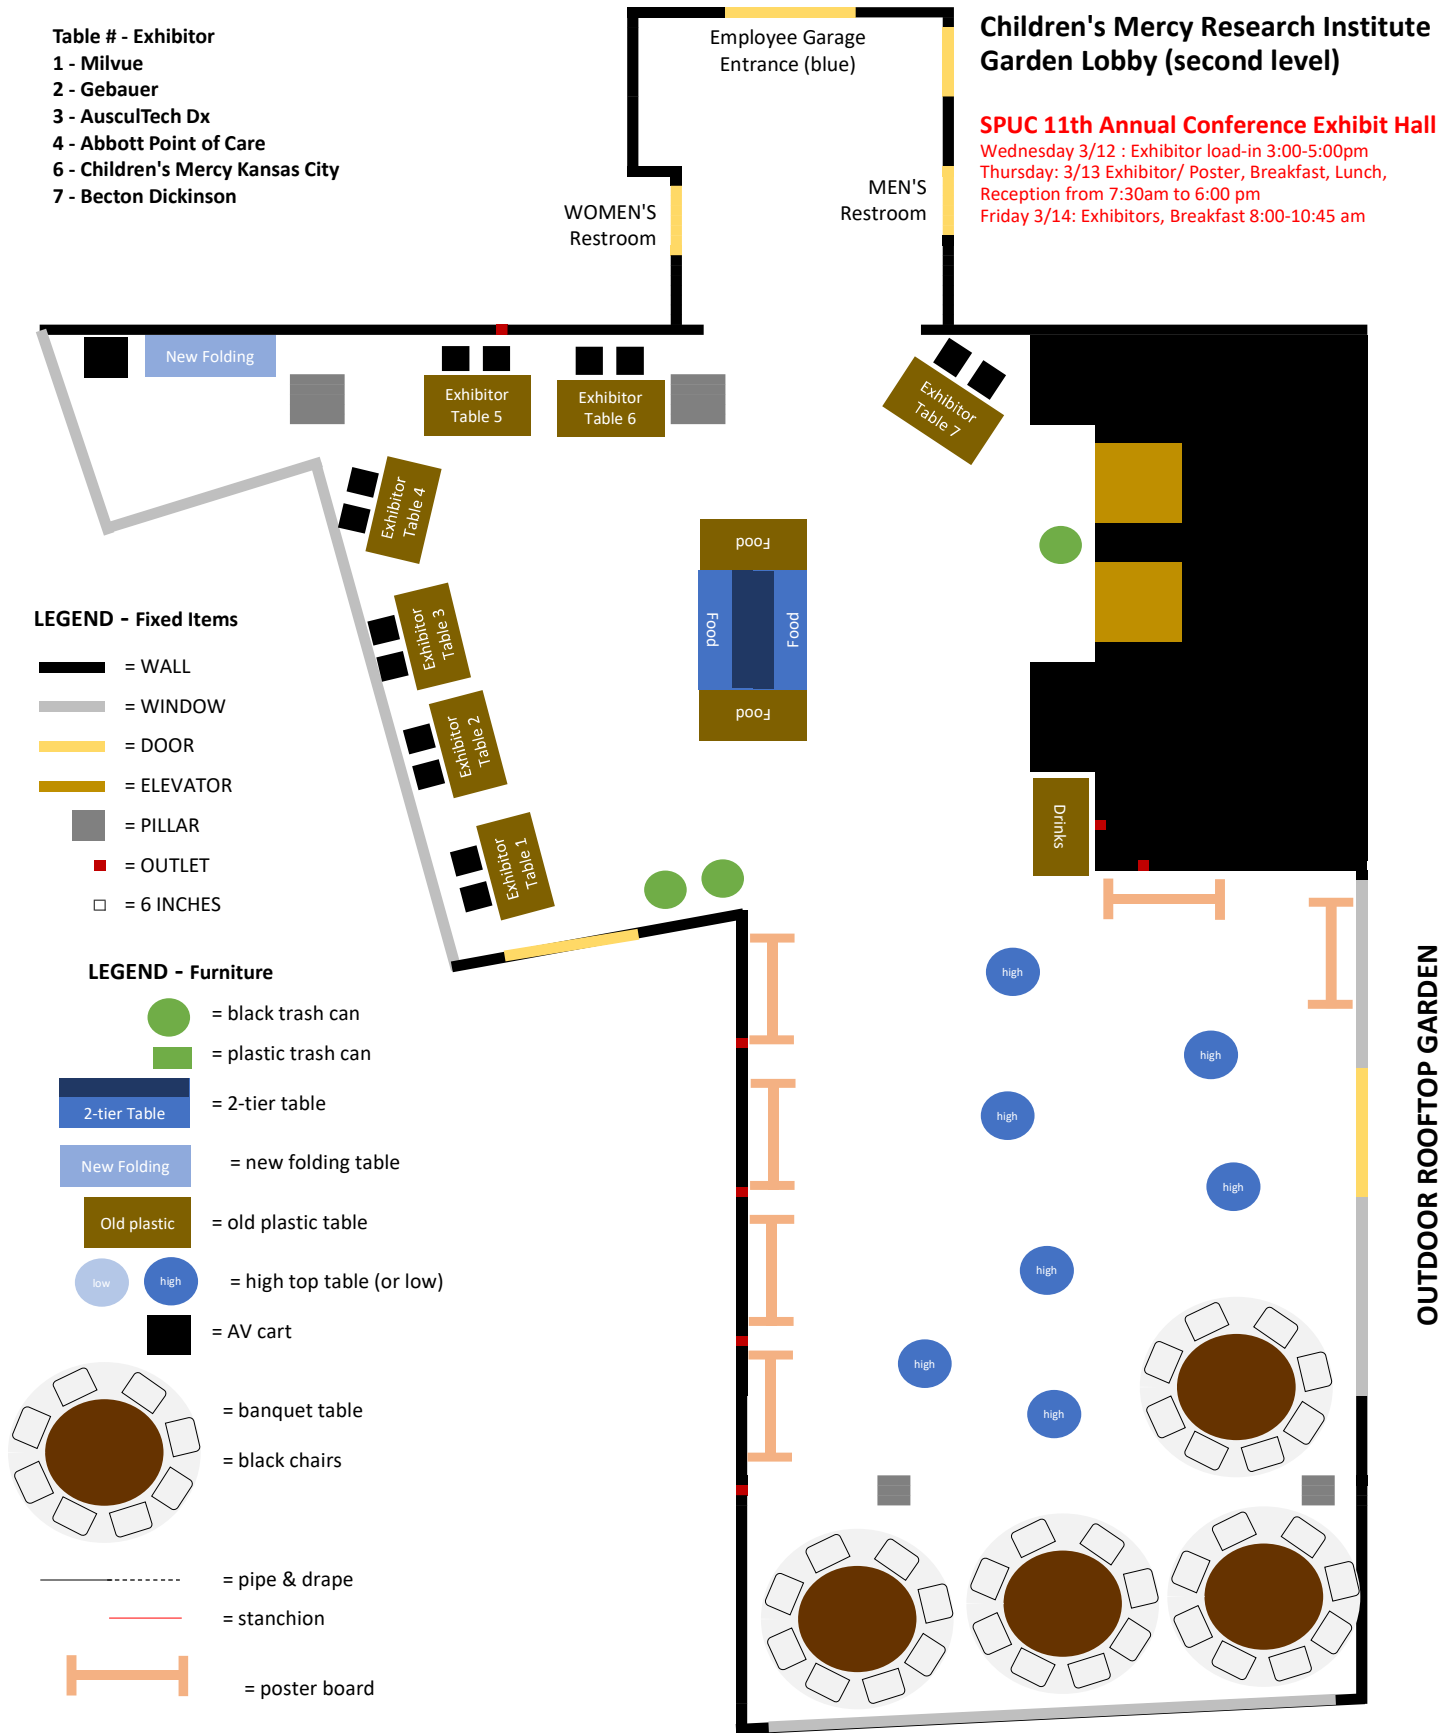 Table # - Exhibitor
1 - Milvue
2 - Gebauer
3 - AusculTech Dx
4 - Abbott Point of Care
6 - Children's Mercy Kansas City
7 - Becton Dickinson
Employee Garage
Entrance (blue)
Children's Mercy Research Institute
Garden Lobby (second level)
SPUC 11th Annual Conference Exhibit Hall
Wednesday 3/12 : Exhibitor load-in 3:00-5:00pm
Thursday: 3/13 Exhibitor/ Poster, Breakfast, Lunch,
Reception from 7:30am to 6:00 pm
Friday 3/14: Exhibitors, Breakfast 8:00-10:45 am
WOMEN'S
Restroom
MEN'S
Restroom
New Folding
Exhibitor
Table 5
Exhibitor
Table 6
Exhibitor
Table 7
Exhibitor
Table 4
Exhibitor
Table 3
Exhibitor
Table 2
Exhibitor
Table 1
Food
Food
Food
Food
Drinks
LEGEND - Fixed Items
= WALL
= WINDOW
= DOOR
= ELEVATOR
= PILLAR
= OUTLET
= 6 INCHES
LEGEND - Furniture
= black trash can
= plastic trash can
2-tier Table
= 2-tier table
New Folding
= new folding table
Old plastic
= old plastic table
low
high
= high top table (or low)
= AV cart
= banquet table
= black chairs
= pipe & drape
= stanchion
= poster board
high
high
high
high
high
high
high
OUTDOOR ROOFTOP GARDEN